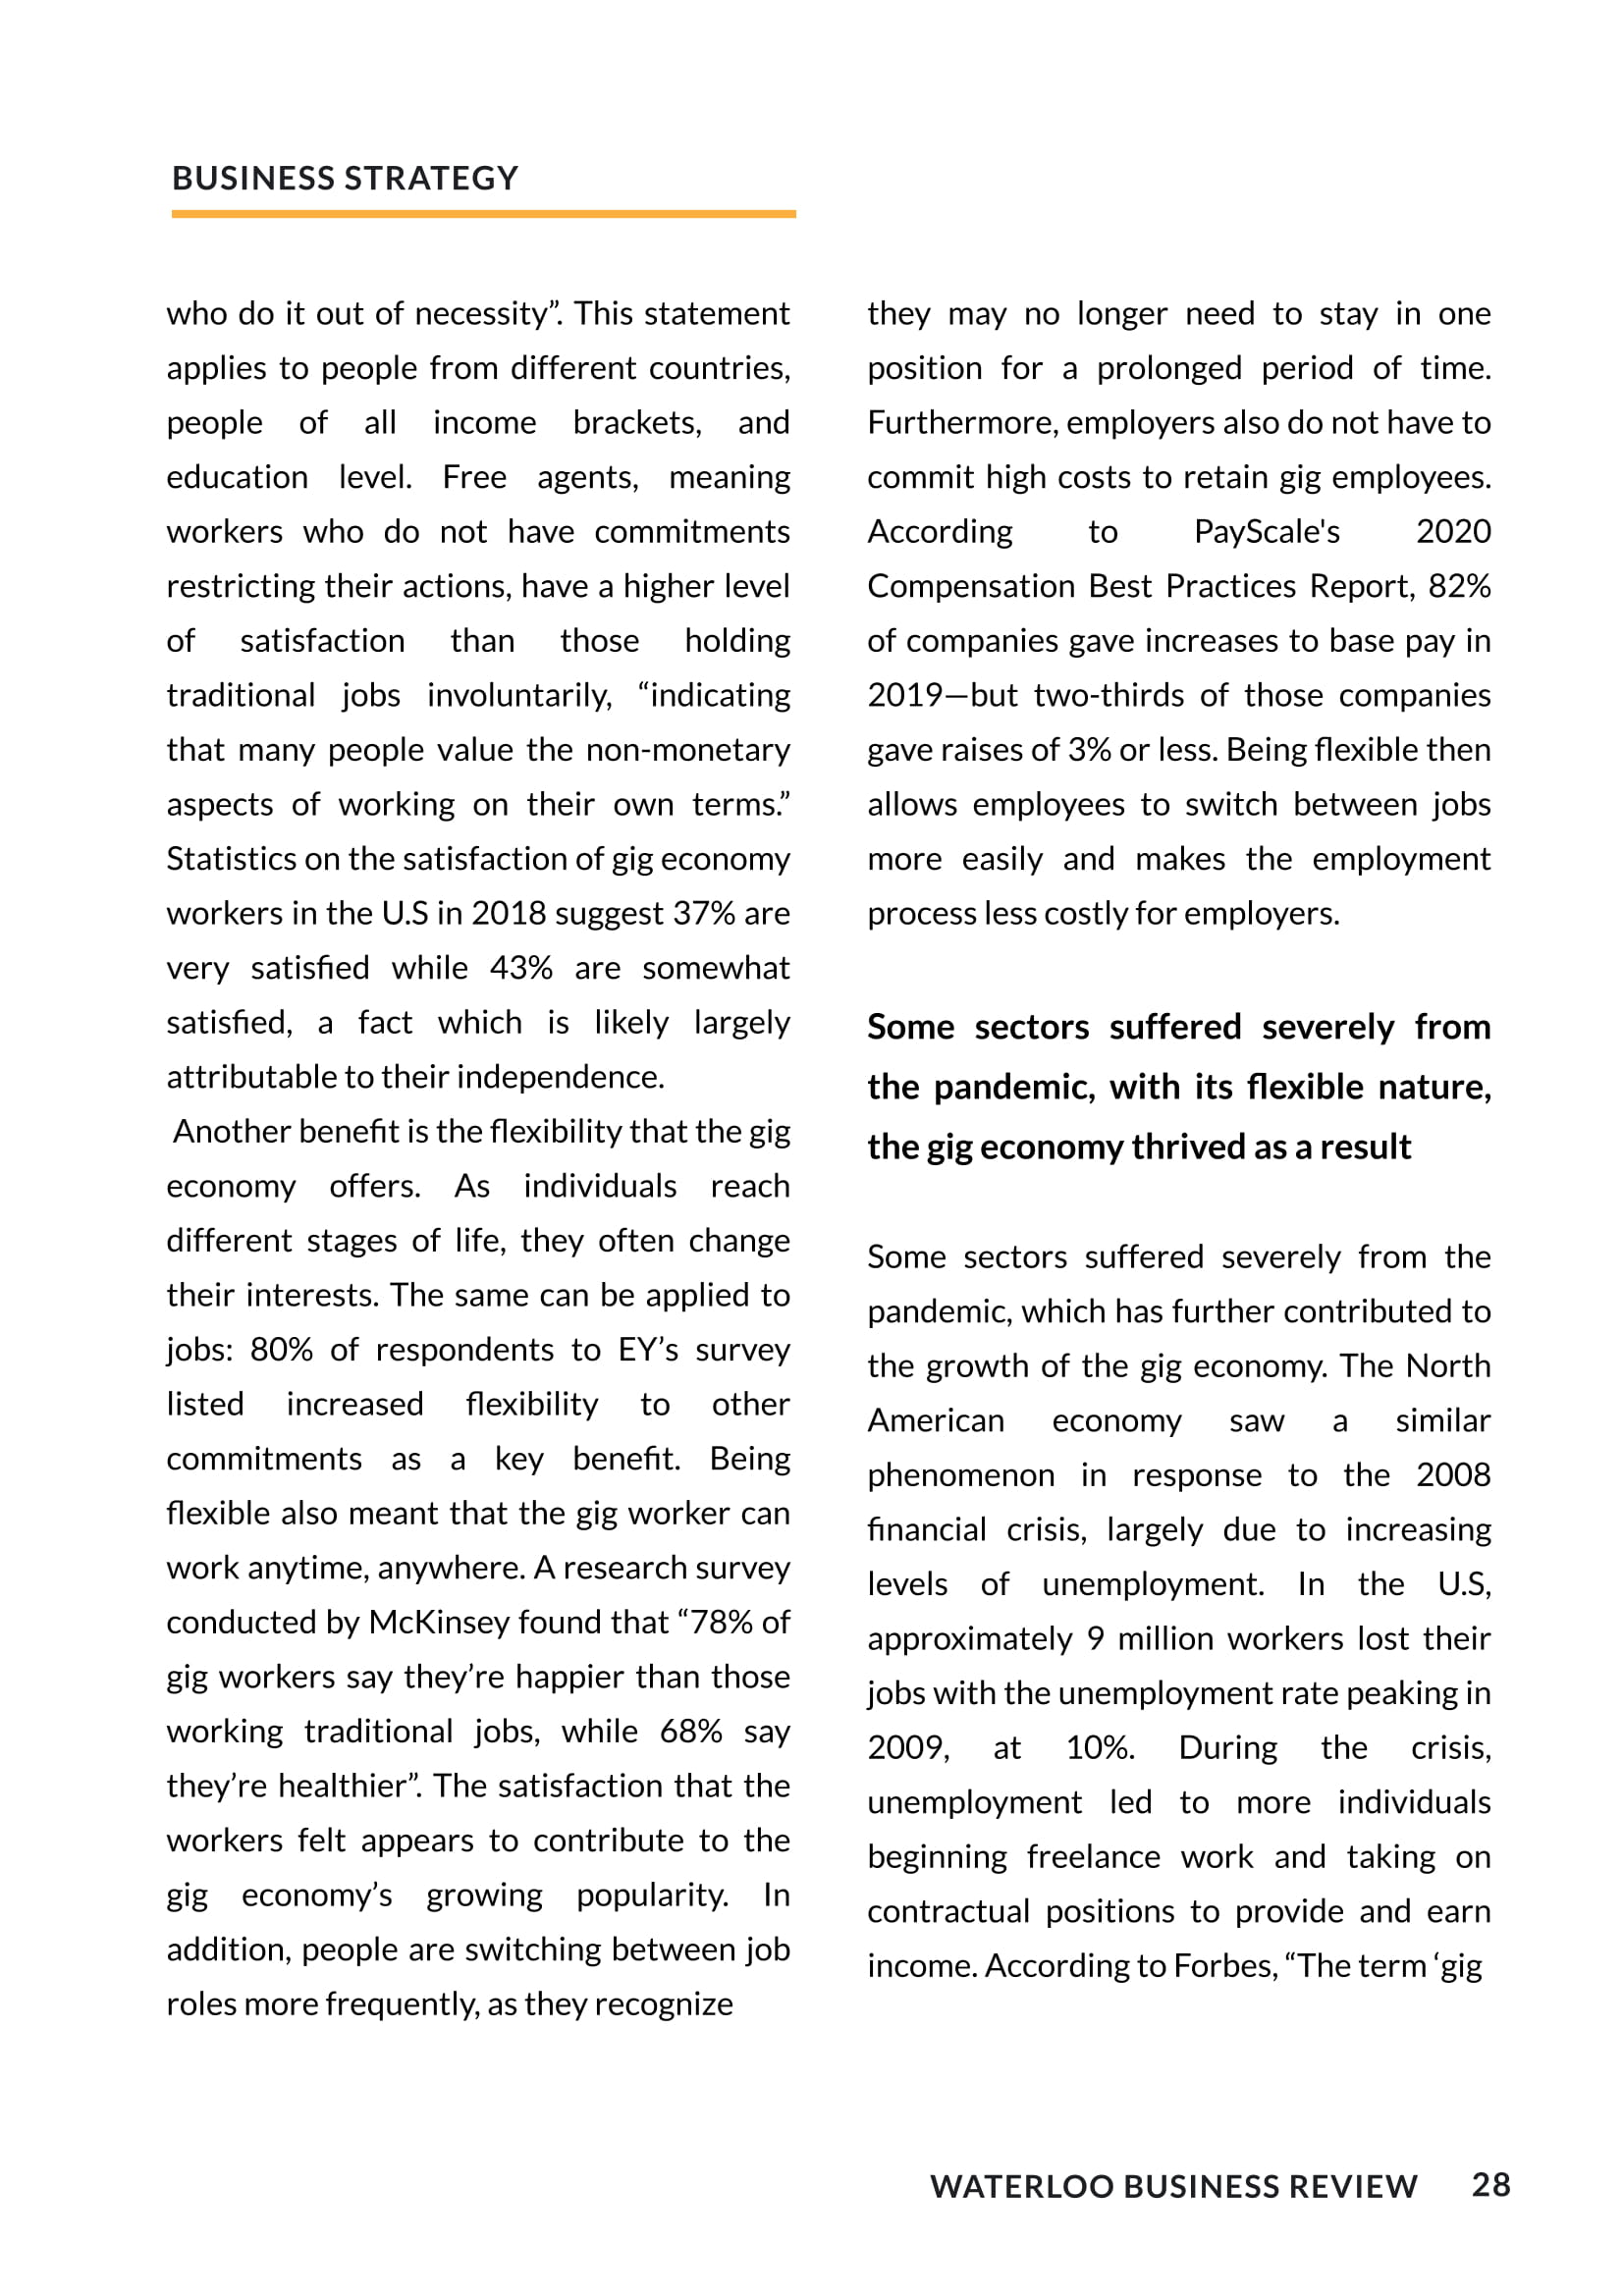 BUSINESS STRATEGY
who do it out of necessity”. This statement
applies to people from different countries,
people of all income brackets, and
education level. Free agents, meaning
workers who do not have commitments
restricting their actions, have a higher level
of satisfaction than those holding
traditional jobs involuntarily, “indicating
that many people value the non-monetary
aspects of working on their own terms.”
Statistics on the satisfaction of gig economy
workers in the U.S in 2018 suggest 37% are
very satisfied while 43% are somewhat
satisfied, a fact which is likely largely
attributable to their independence.
Another benefit is the flexibility that the gig
economy offers. As individuals reach
different stages of life, they often change
their interests. The same can be applied to
jobs: 80% of respondents to EY’s survey
listed increased flexibility to other
commitments as a key benefit. Being
flexible also meant that the gig worker can
work anytime, anywhere. A research survey
conducted by McKinsey found that “78% of
gig workers say they’re happier than those
working traditional jobs, while 68% say
they’re healthier”. The satisfaction that the
workers felt appears to contribute to the
gig economy’s growing popularity. In
addition, people are switching between job
roles more frequently, as they recognize
they may no longer need to stay in one
position for a prolonged period of time.
Furthermore, employers also do not have to
commit high costs to retain gig employees.
According to PayScale's 2020
Compensation Best Practices Report, 82%
of companies gave increases to base pay in
2019—but two-thirds of those companies
gave raises of 3% or less. Being flexible then
allows employees to switch between jobs
more easily and makes the employment
process less costly for employers.
Some sectors suffered severely from
the pandemic, with its flexible nature,
the gig economy thrived as a result
Some sectors suffered severely from the
pandemic, which has further contributed to
the growth of the gig economy. The North
American economy saw a similar
phenomenon in response to the 2008
financial crisis, largely due to increasing
levels of unemployment. In the U.S,
approximately 9 million workers lost their
jobs with the unemployment rate peaking in
2009, at 10%. During the crisis,
unemployment led to more individuals
beginning freelance work and taking on
contractual positions to provide and earn
income. According to Forbes, “The term ‘gig
WATERLOO BUSINESS REVIEW 28